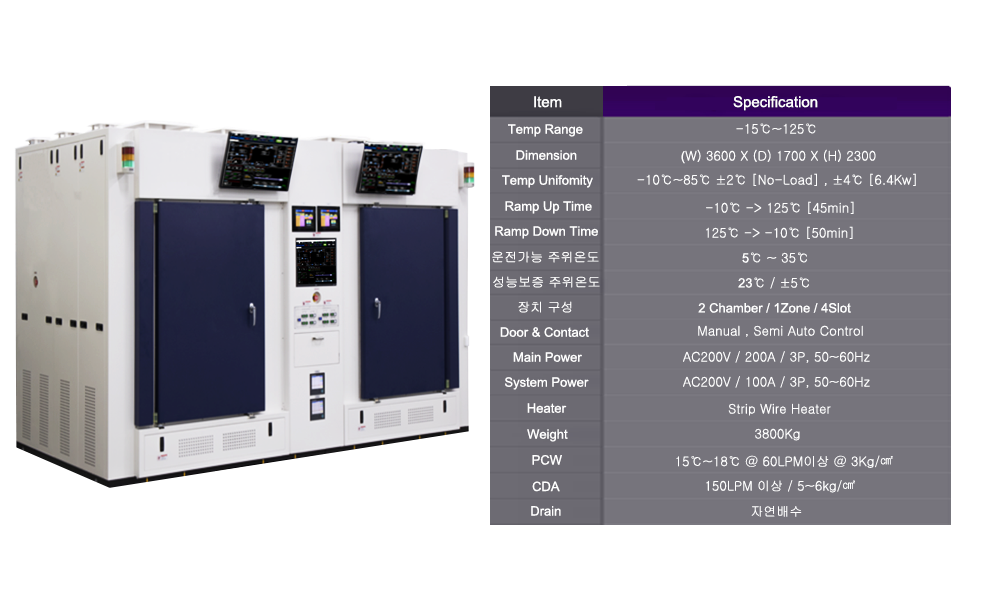 Item Specification
Temp Range -15℃~125℃
Dimension (W) 3600 X (D) 1700 X (H) 2300
Temp Unifomity -10℃~85℃ ±2℃ [No-Load] , ±4℃ [6.4Kw]
Ramp Up Time -10℃ -> 125℃ [45min]
Ramp Down Time 125℃ -> -10℃ [50min]
운전가능 주위온도 5℃ ~ 35℃
성능보증 주위온도 23℃ / ±5℃
장치 구성 2 Chamber / 1Zone / 4Slot
Door & Contact Manual , Semi Auto Control
Main Power AC200V / 200A / 3P, 50~60Hz
System Power AC200V / 100A / 3P, 50~60Hz
Heater Strip Wire Heater
Weight 3800Kg
PCW 15℃~18℃ @ 60LPM이상 @ 3Kg/㎠
CDA 150LPM 이상 / 5~6kg/㎠
Drain 자연배수